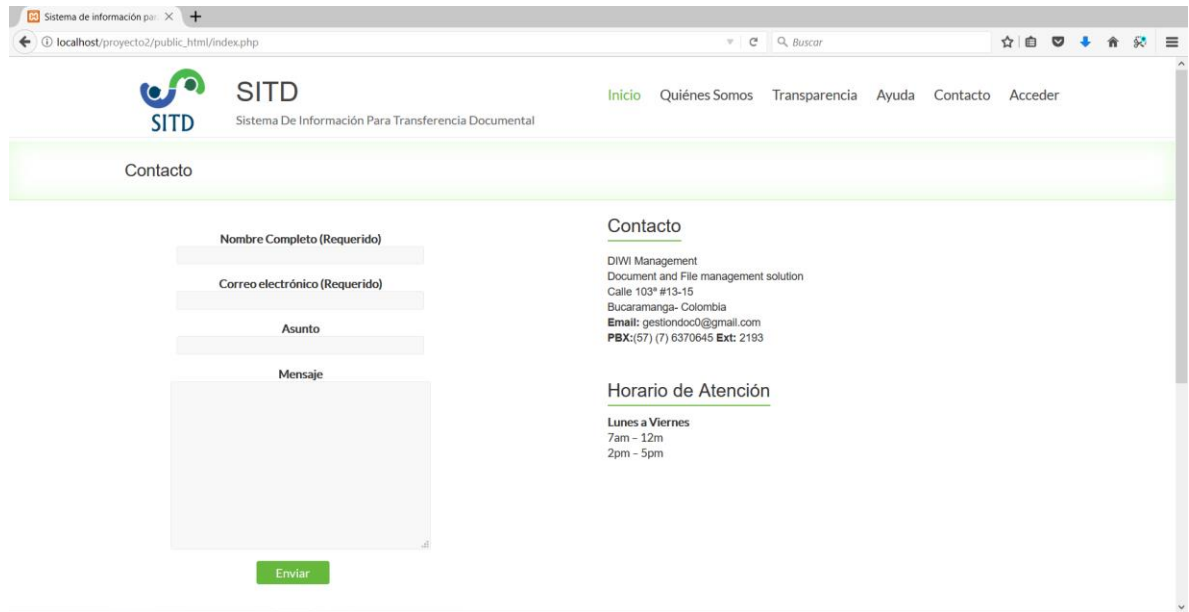 Sistema de información par
localhost/proyecto2/public_html/index.php
Buscar
SITD
SITD
Sistema De Información Para Transferencia Documental
Inicio Quiénes Somos Transparencia Ayuda Contacto Acceder
Contacto
Nombre Completo (Requerido)
Correo electrónico (Requerido)
Asunto
Mensaje
Enviar
Contacto
DIWI Management
Document and File management solution
Calle 103ª #13-15
Bucaramanga- Colombia
Email: gestiondoc0@gmail.com
PBX:(57) (7) 6370645 Ext: 2193
Horario de Atención
Lunes a Viernes
7am – 12m
2pm – 5pm